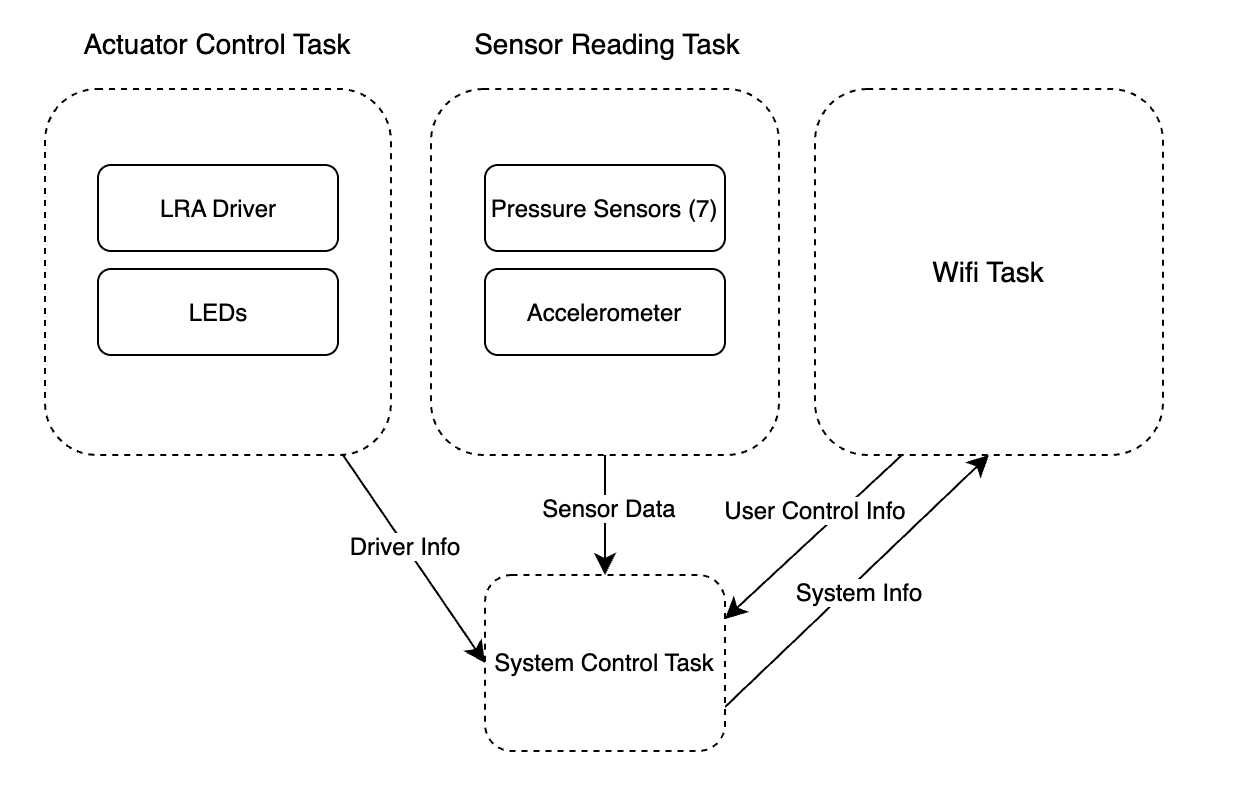 Actuator Control Task
Sensor Reading Task
LRA Driver
LEDs
Pressure Sensors (7)
Accelerometer
Wifi Task
Driver Info
Sensor Data
User Control Info
System Info
System Control Task